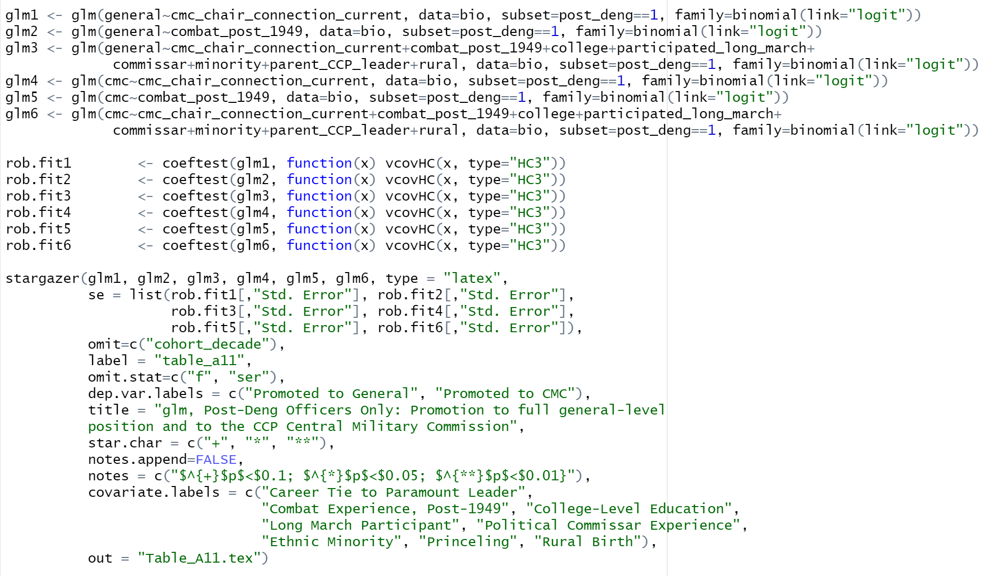 glm1 <- glm(general~cmc_chair_connection_current, data=bio, subset=post_deng==1, family=binomial(link="logit"))
glm2 <- glm(general~combat_post_1949, data=bio, subset=post_deng==1, family=binomial(link="logit"))
glm3 <- glm(general~cmc_chair_connection_current+combat_post_1949+college+participated_long_march+
             commissar+minority+parent_CCP_leader+rural, data=bio, subset=post_deng==1, family=binomial(link="logit"))
glm4 <- glm(cmc~cmc_chair_connection_current, data=bio, subset=post_deng==1, family=binomial(link="logit"))
glm5 <- glm(cmc~combat_post_1949, data=bio, subset=post_deng==1, family=binomial(link="logit"))
glm6 <- glm(cmc~cmc_chair_connection_current+combat_post_1949+college+participated_long_march+
             commissar+minority+parent_CCP_leader+rural, data=bio, subset=post_deng==1, family=binomial(link="logit"))

rob.fit1        <- coeftest(glm1, function(x) vcovHC(x, type="HC3"))
rob.fit2        <- coeftest(glm2, function(x) vcovHC(x, type="HC3"))
rob.fit3        <- coeftest(glm3, function(x) vcovHC(x, type="HC3"))
rob.fit4        <- coeftest(glm4, function(x) vcovHC(x, type="HC3"))
rob.fit5        <- coeftest(glm5, function(x) vcovHC(x, type="HC3"))
rob.fit6        <- coeftest(glm6, function(x) vcovHC(x, type="HC3"))

stargazer(glm1, glm2, glm3, glm4, glm5, glm6, type = "latex",
          se = list(rob.fit1[,"Std. Error"], rob.fit2[,"Std. Error"],
                    rob.fit3[,"Std. Error"], rob.fit4[,"Std. Error"],
                    rob.fit5[,"Std. Error"], rob.fit6[,"Std. Error"]),
          omit=c("cohort_decade"),
          label = "table_a11",
          omit.stat=c("f", "ser"),
          dep.var.labels = c("Promoted to General", "Promoted to CMC"),
          title = "glm, Post-Deng Officers Only: Promotion to full general-level
          position and to the CCP Central Military Commission",
          star.char = c("+", "*", "**"),
          notes.append=FALSE,
          notes = c("$^{+}$p$<$0.1; $^{*}$p$<$0.05; $^{**}$p$<$0.01}"),
          covariate.labels = c("Career Tie to Paramount Leader",
                               "Combat Experience, Post-1949", "College-Level Education",
                               "Long March Participant", "Political Commissar Experience",
                               "Ethnic Minority", "Princeling", "Rural Birth"),
          out = "Table_A11.tex")